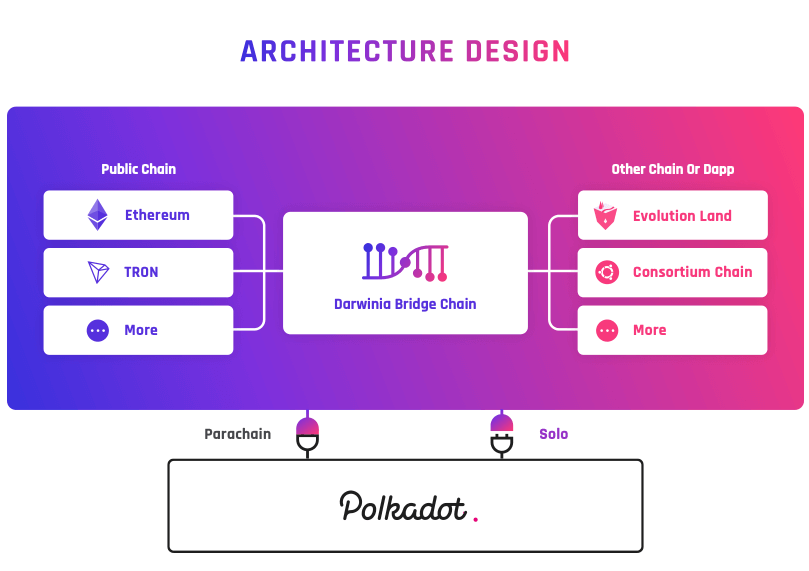 ARCHITECTURE DESIGN
Public Chain
Ethereum
TRON
More
Darwinia Bridge Chain
Other Chain Or Dapp
Evolution Land
Consortium Chain
More
Parachain
Solo
Polkadot.